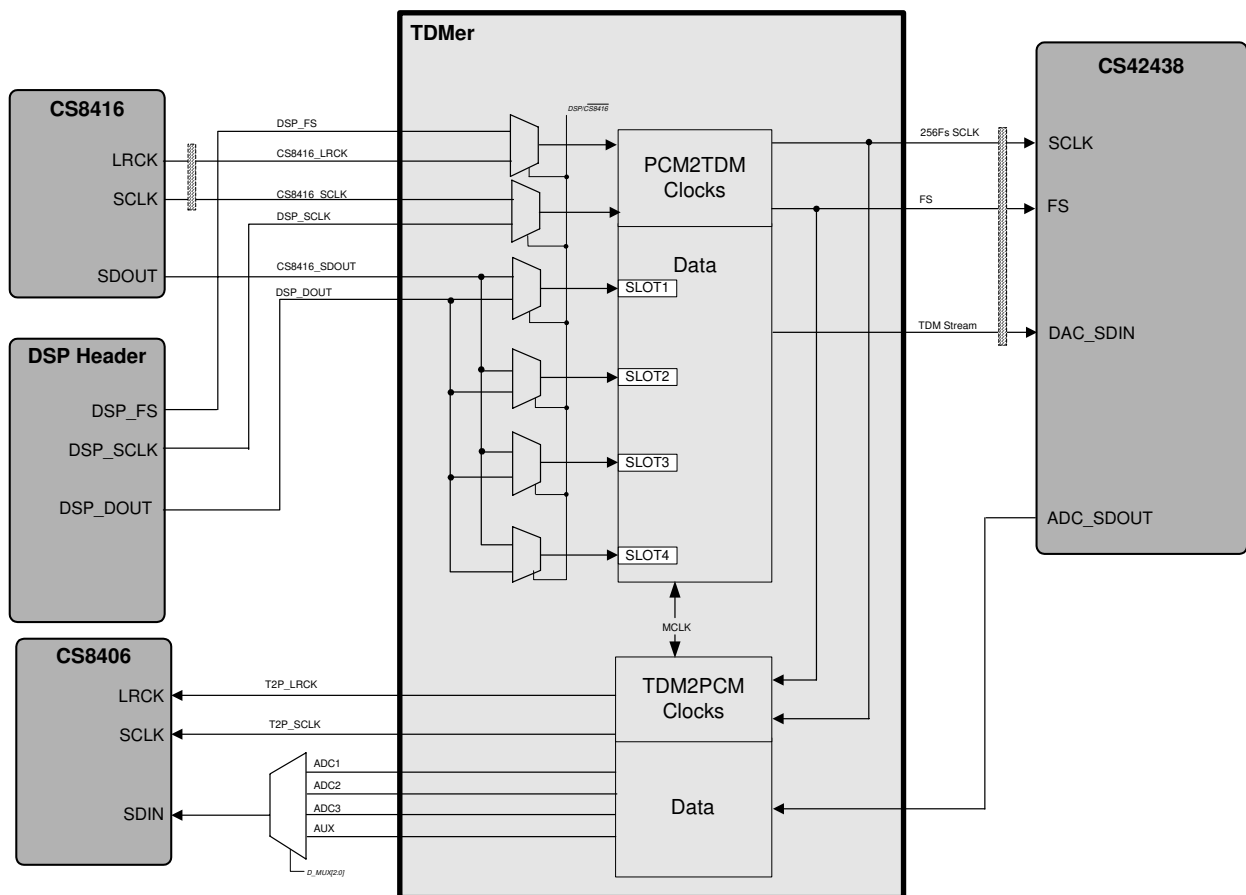 TDMer
CS8416
LRCK
SCLK
SDOUT
DSP Header
DSP_FS
DSP_SCLK
DSP_DOUT
CS8406
LRCK
SCLK
SDIN
DSP_FS
CS8416_LRCK
CS8416_SCLK
DSP_SCLK
CS8416_SDOUT
DSP_DOUT
DSP/CS8416
PCM2TDM
Clocks
Data
SLOT1
SLOT2
SLOT3
SLOT4
MCLK
TDM2PCM
Clocks
Data
T2P_LRCK
T2P_SCLK
ADC1
ADC2
ADC3
AUX
D_MUX[2:0]
256Fs SCLK
FS
TDM Stream
CS42438
SCLK
FS
DAC_SDIN
ADC_SDOUT